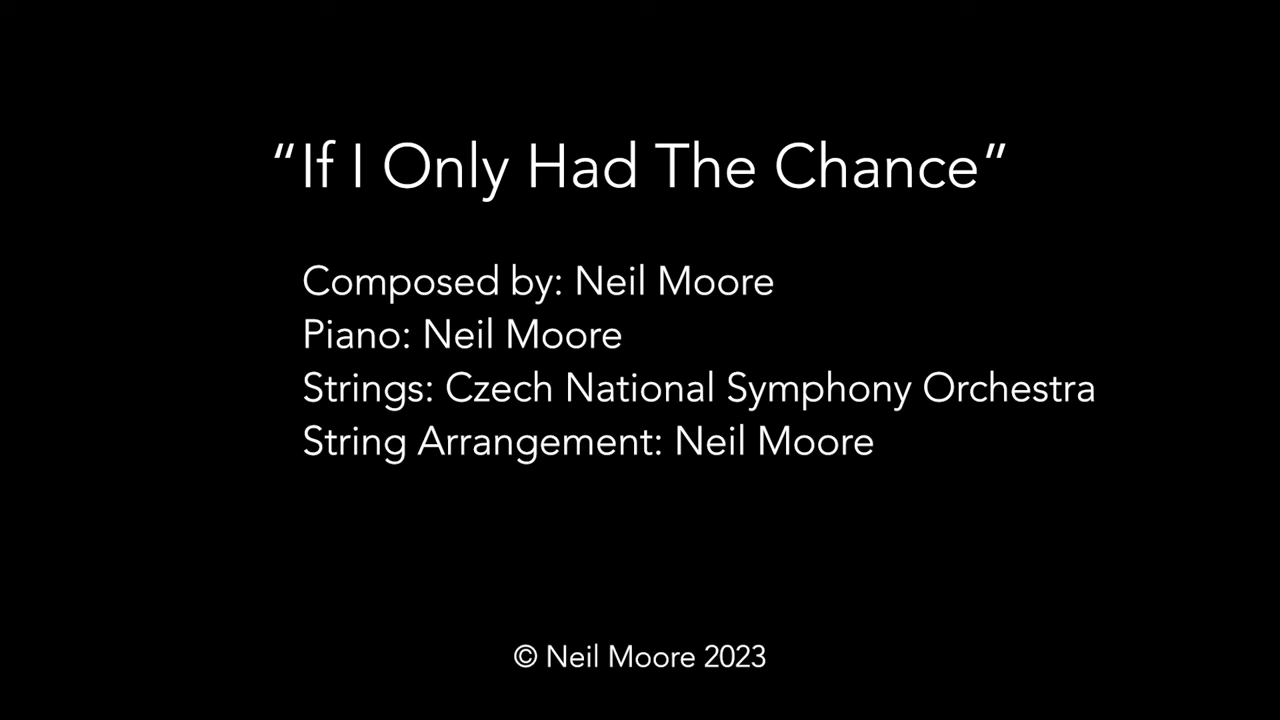 “If I Only Had The Chance”
Composed by: Neil Moore
Piano: Neil Moore
Strings: Czech National Symphony Orchestra
String Arrangement: Neil Moore
© Neil Moore 2023